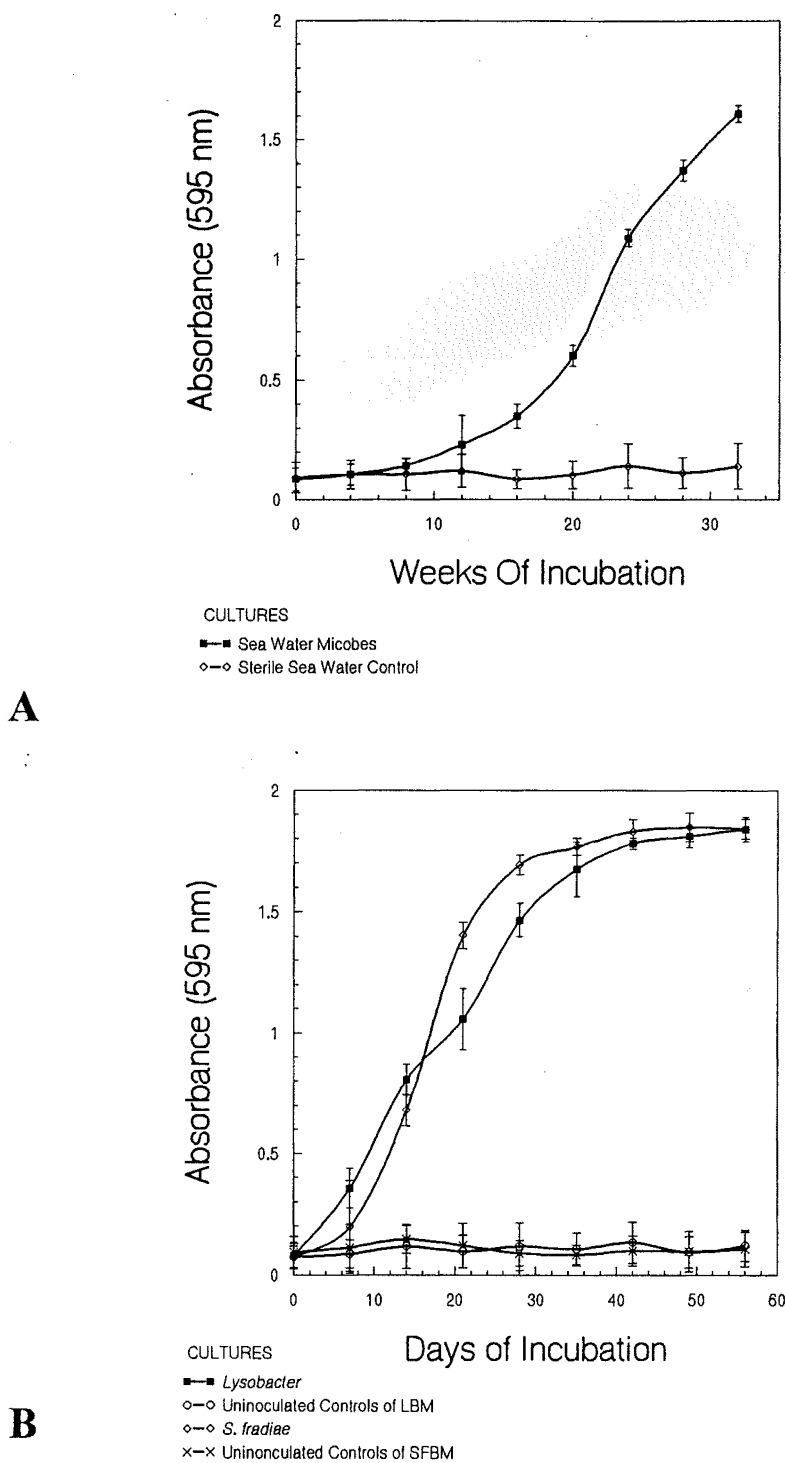 2
1.5
1
0.5
0
Absorbance (595 nm)
0 10 20 30
Weeks Of Incubation
CULTURES
Sea Water Micobes
Sterile Sea Water Control
A
2
1.5
1
0.5
0
Absorbance (595 nm)
0 10 20 30 40 50 60
Days of Incubation
CULTURES
Lysobacter
Uninoculated Controls of LBM
S. fradiae
Uninonculated Controls of SFBM
B